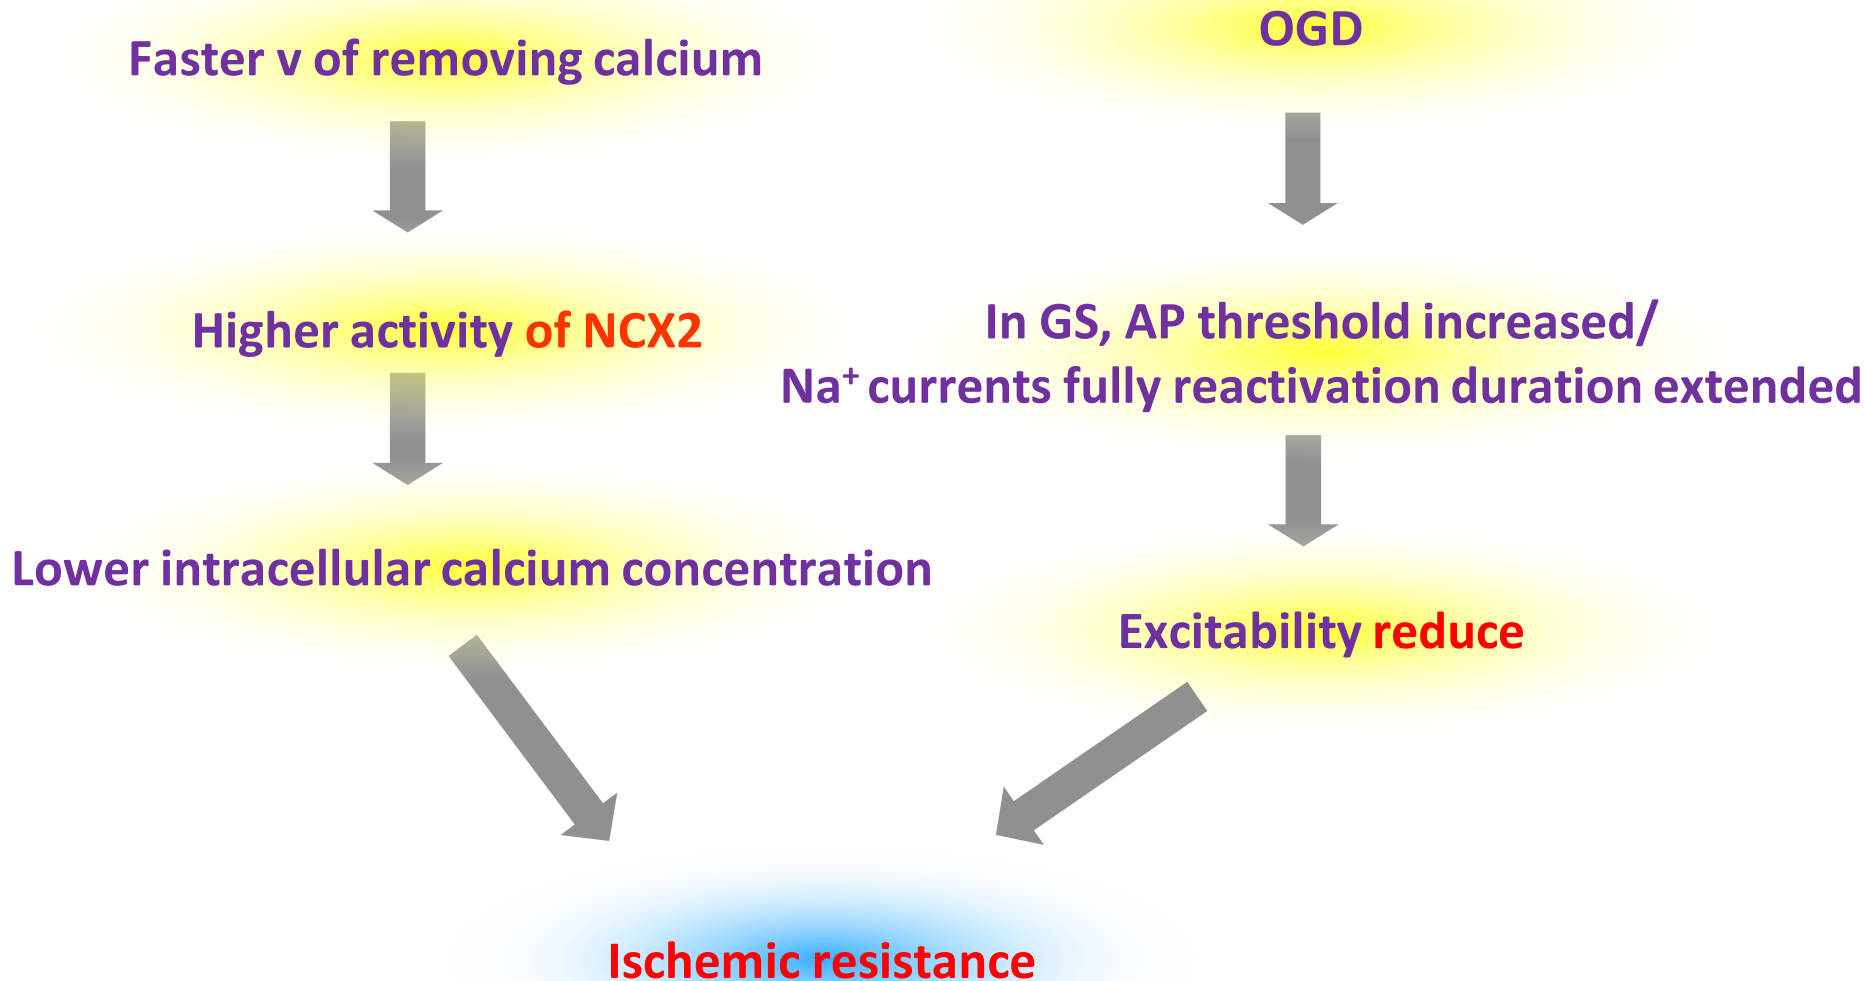 Faster v of removing calcium
Higher activity of NCX2
Lower intracellular calcium concentration
OGD
In GS, AP threshold increased/
Na⁺ currents fully reactivation duration extended
Excitability reduce
Ischemic resistance